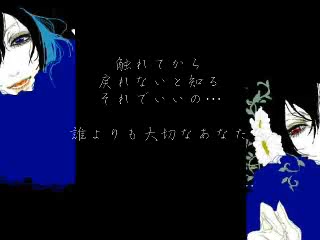 触れてから
戻れないと知る
それでいいの…
誰よりも大切なあなた